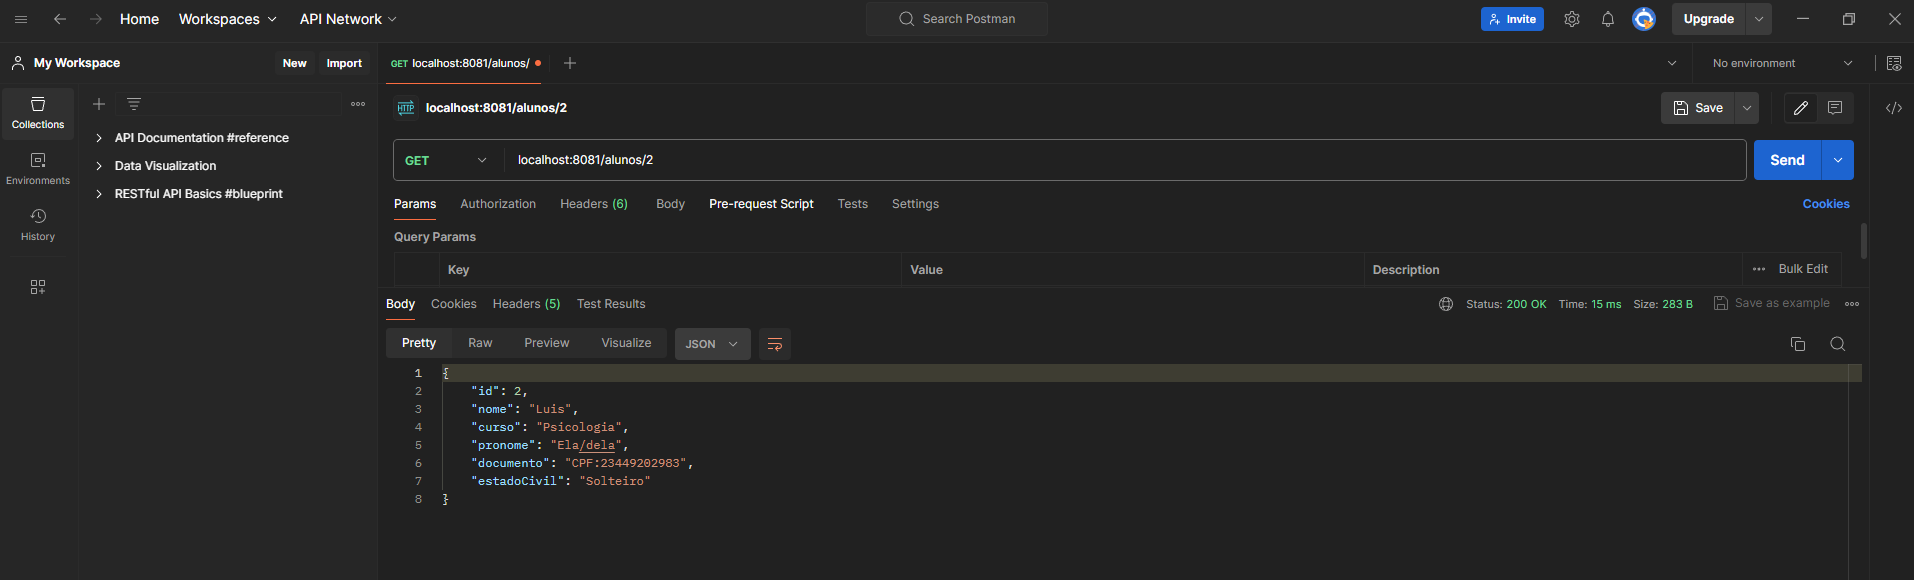 Home Workspaces API Network Search Postman Invite Upgrade
My Workspace New Import GET localhost:8081/alunos/ No environment
Collections
Environments
History
API Documentation #reference
Data Visualization
RESTful API Basics #blueprint
HTTP localhost:8081/alunos/2 Save
GET localhost:8081/alunos/2 Send
Params Authorization Headers (6) Body Pre-request Script Tests Settings Cookies
Query Params
Key Value Description Bulk Edit
Body Cookies Headers (5) Test Results Status: 200 OK Time: 15 ms Size: 283 B Save as example
Pretty Raw Preview Visualize JSON
1 {
2 "id": 2,
3 "nome": "Luis",
4 "curso": "Psicologia",
5 "pronome": "Ela/dela",
6 "documento": "CPF:23449202983",
7 "estadoCivil": "Solteiro"
8 }